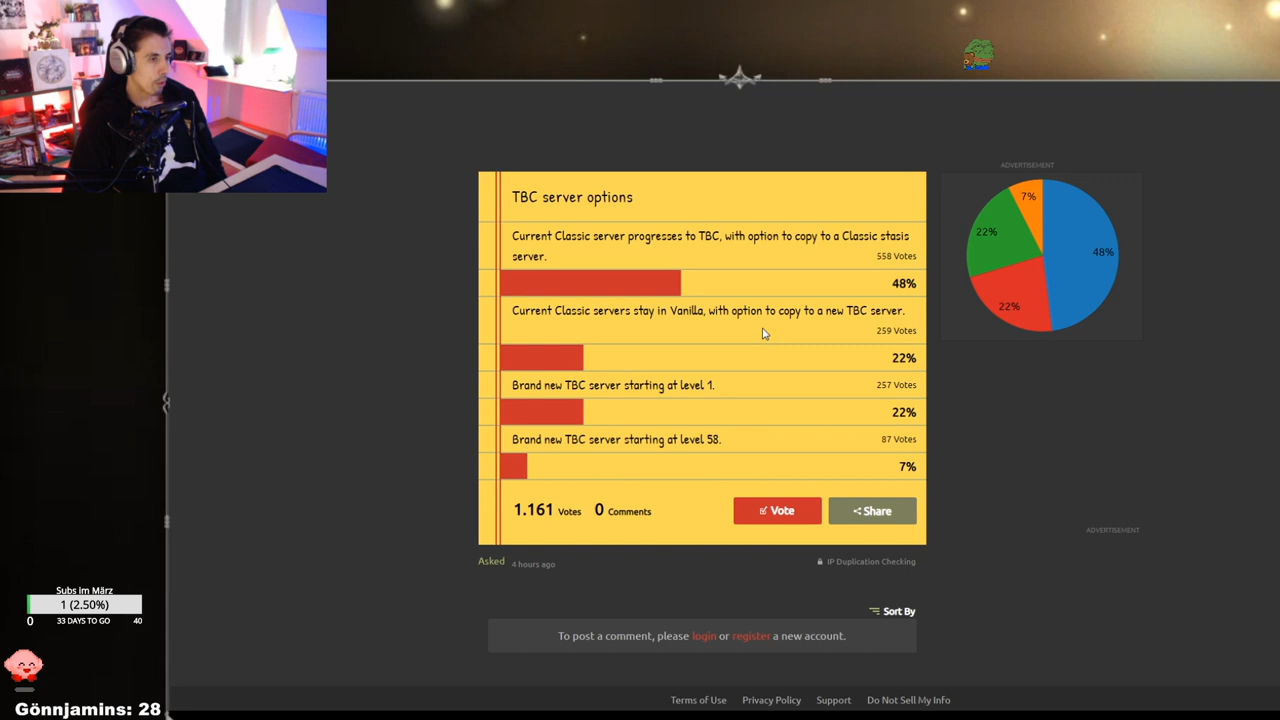 ADVERTISEMENT
TBC server options
Current Classic server progresses to TBC, with option to copy to a Classic stasis
server.
558 Votes
48%
Current Classic servers stay in Vanilla, with option to copy to a new TBC server.
259 Votes
22%
Brand new TBC server starting at level 1.
257 Votes
22%
Brand new TBC server starting at level 58.
87 Votes
7%
1.161 Votes 0 Comments
Vote
Share
7%
22%
48%
22%
ADVERTISEMENT
Asked 4 hours ago
IP Duplication Checking
Sort By
To post a comment, please login or register a new account.
Terms of Use Privacy Policy Support Do Not Sell My Info
Subs im März
1 (2.50%)
0 33 DAYS TO GO 40
Gönnjamins: 28